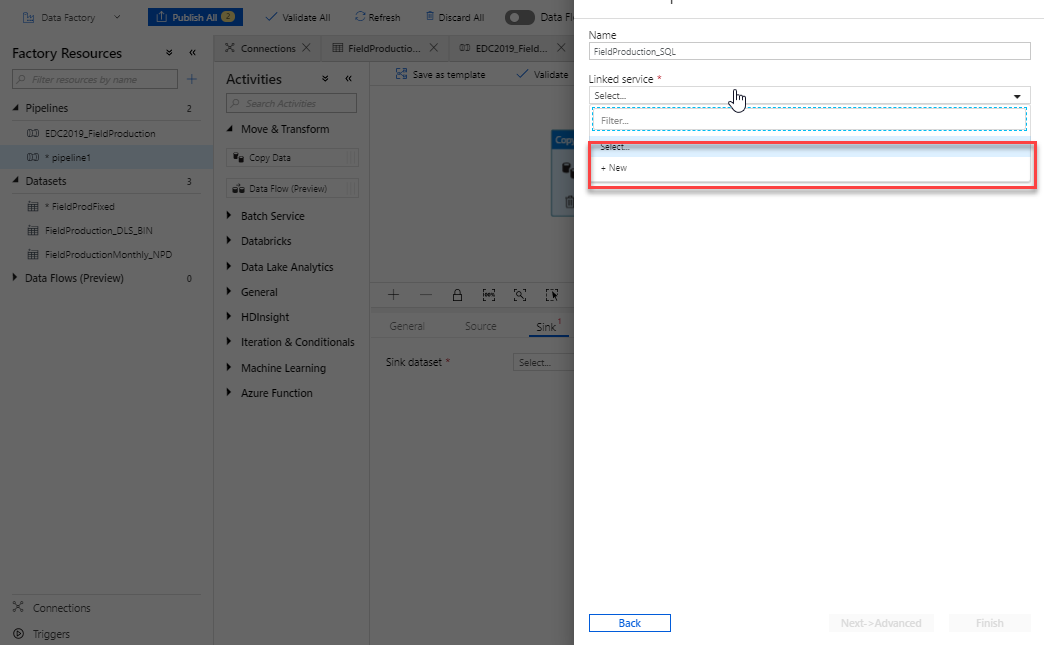 Data Factory
Publish All 2
Validate All
Refresh
Discard All
Data Fl
Factory Resources
Filter resources by name
Pipelines 2
EDC2019_FieldProduction
* pipeline1
Datasets 3
* FieldProdFixed
FieldProduction_DLS_BIN
FieldProductionMonthly_NPD
Data Flows (Preview) 0
Connections
Triggers
Connections
FieldProductio...
EDC2019_Field...
Activities
Search Activities
Move & Transform
Copy Data
Data Flow (Preview)
Batch Service
Databricks
Data Lake Analytics
General
HDInsight
Iteration & Conditionals
Machine Learning
Azure Function
Save as template
Validate
Copy
General
Source
Sink 1
Sink dataset *
Select...
Name
FieldProduction_SQL
Linked service *
Select...
Filter...
Select...
+ New
Back
Next->Advanced
Finish